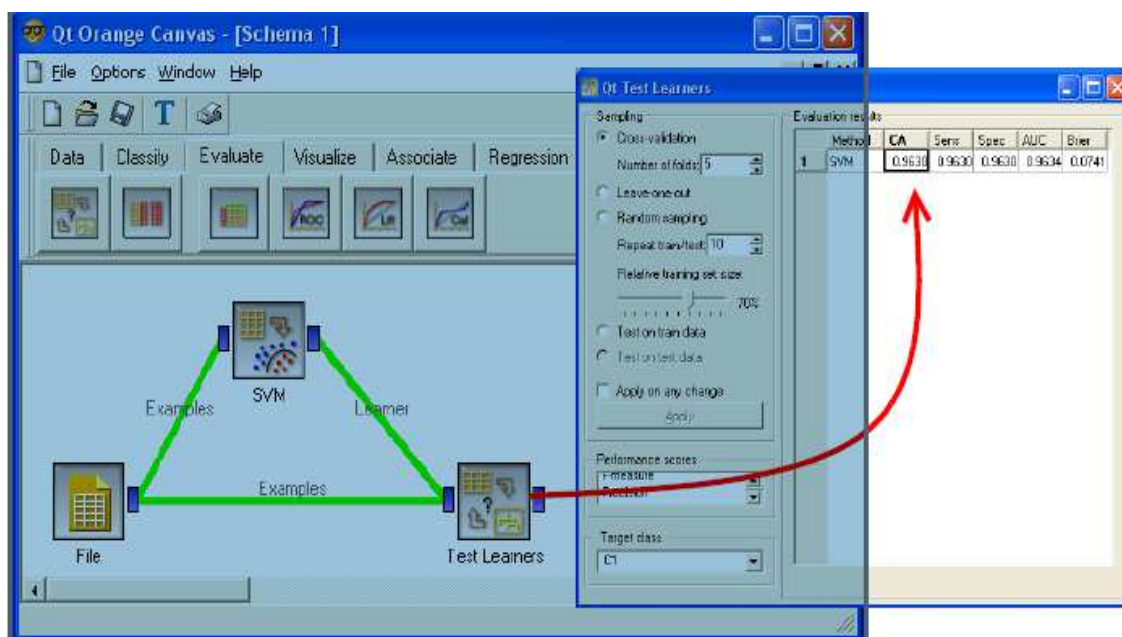 Qt Orange Canvas - [Schema 1]
File Options Window Help
T
Data Classify Evaluate Visualize Associate Regression
ROC LR Cal
Examples
SVM
Learner
Examples
File
Test Learners
Qt Test Learners
Sampling
Cross-validation
Number of folds: 5
Leave-one-out
Random sampling
Repeat train/test: 10
Relative training set size:
70%
Test on train data
Test on test data
Apply on any change
Apply
Performance scores
F-measure
Precision
Target class
C1
Evaluation results
Method CA Sens Spec AUC Brier
1 SVM 0.9630 0.9630 0.9630 0.9634 0.0741